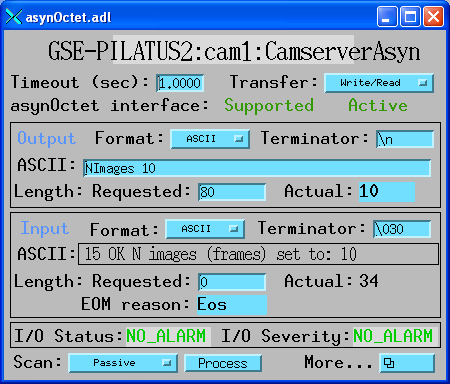 asynOctet.adl
GSE-PILATUS2:cam1:CamserverAsyn
Timeout (sec): 1.0000 Transfer: Write/Read
asynOctet interface: Supported Active
Output Format: ASCII Terminator: \n
ASCII: NImages 10
Length: Requested: 80 Actual: 10
Input Format: ASCII Terminator: \030
ASCII: 15 OK N images (frames) set to: 10
Length: Requested: 0 Actual: 34
EOM reason: Eos
I/O Status: NO_ALARM I/O Severity: NO_ALARM
Scan: Passive Process More...